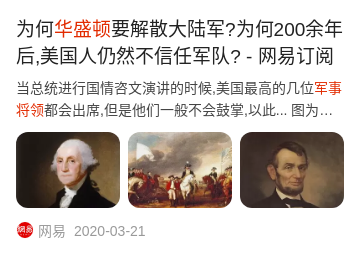 为何华盛顿要解散大陆军?为何200余年
后,美国人仍然不信任军队? - 网易订阅
当总统进行国情咨文演讲的时候,美国最高的几位军事
将领都会出席,但是他们一般不会鼓掌,以此... 图为…
网易 网易 2020-03-21